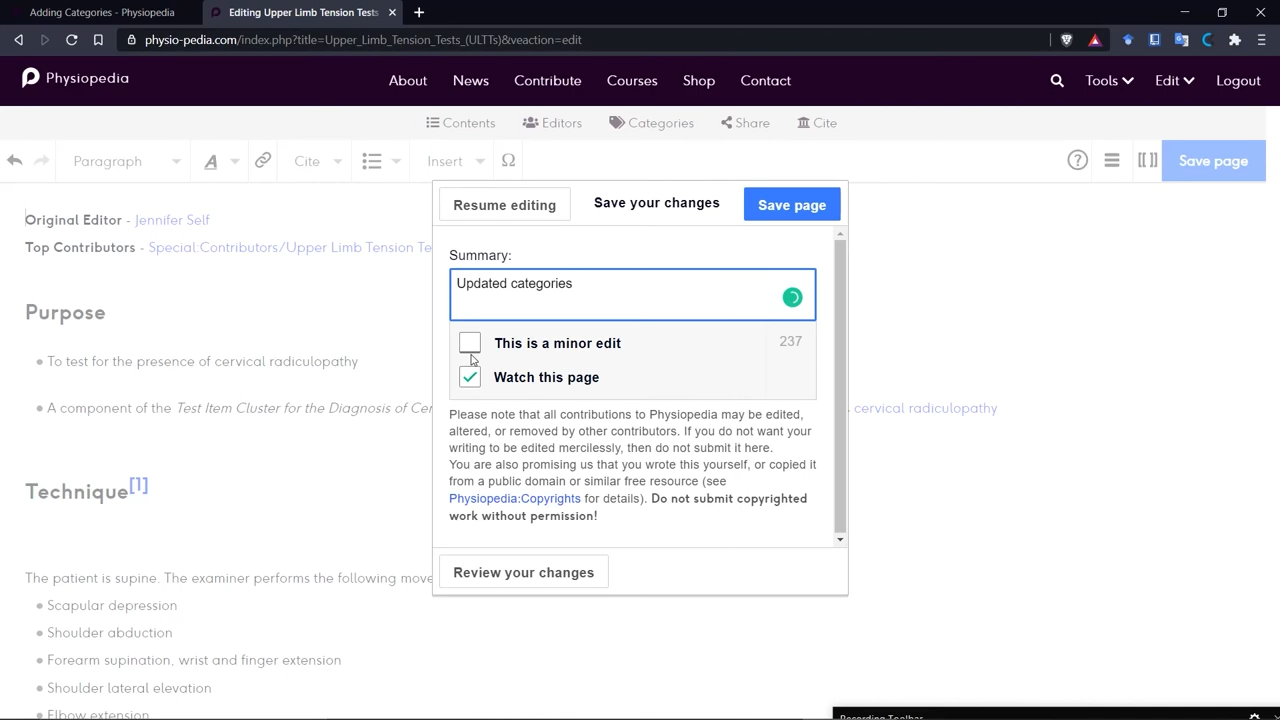 Adding Categories - Physiopedia
Editing Upper Limb Tension Tests
physio-pedia.com/index.php?title=Upper_Limb_Tension_Tests_(ULTTs)&veaction=edit
Physiopedia
About News Contribute Courses Shop Contact
Tools Edit Logout
Contents Editors Categories Share Cite
Paragraph A Cite Insert Ω
Save page
Resume editing Save your changes Save page
Original Editor - Jennifer Self
Top Contributors - Special:Contributors/Upper Limb Tension Te
Summary:
Updated categories
This is a minor edit 237
Watch this page
Purpose
To test for the presence of cervical radiculopathy
A component of the Test Item Cluster for the Diagnosis of Cer
cervical radiculopathy
Please note that all contributions to Physiopedia may be edited,
altered, or removed by other contributors. If you do not want your
writing to be edited mercilessly, then do not submit it here.
You are also promising us that you wrote this yourself, or copied it
from a public domain or similar free resource (see
Physiopedia:Copyrights for details). Do not submit copyrighted
work without permission!
Technique[1]
Review your changes
The patient is supine. The examiner performs the following move
Scapular depression
Shoulder abduction
Forearm supination, wrist and finger extension
Shoulder lateral elevation
Elbow extension
Recording Toolbar